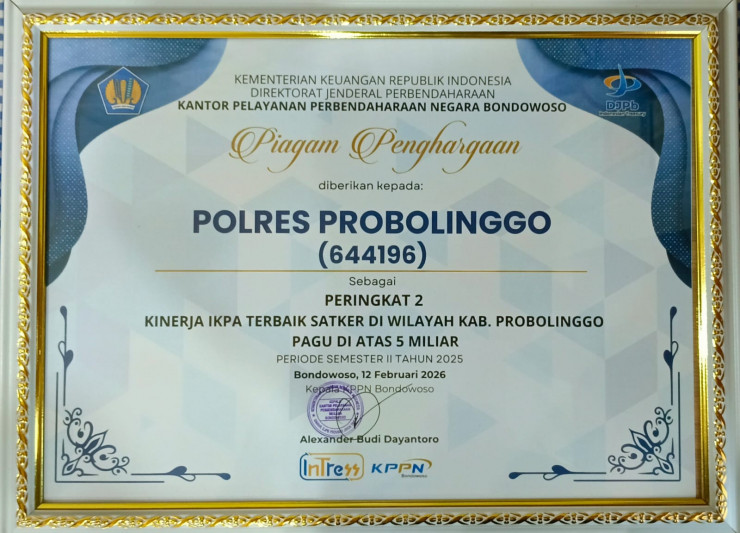 KEMENTERIAN KEUANGAN REPUBLIK INDONESIA
DIREKTORAT JENDERAL PERBENDAHARAAN
KANTOR PELAYANAN PERBENDAHARAAN NEGARA BONDOWOSO
DJPb
Piagam Penghargaan
diberikan kepada:
POLRES PROBOLINGGO
(644196)
Sebagai
PERINGKAT 2
KINERJA IKPA TERBAIK SATKER DI WILAYAH KAB. PROBOLINGGO
PAGU DI ATAS 5 MILIAR
PERIODE SEMESTER II TAHUN 2025
Bondowoso, 12 Februari 2026
Kepala KPPN Bondowoso
Alexander Budi Dayantoro
InTress KPPN
Bondowoso